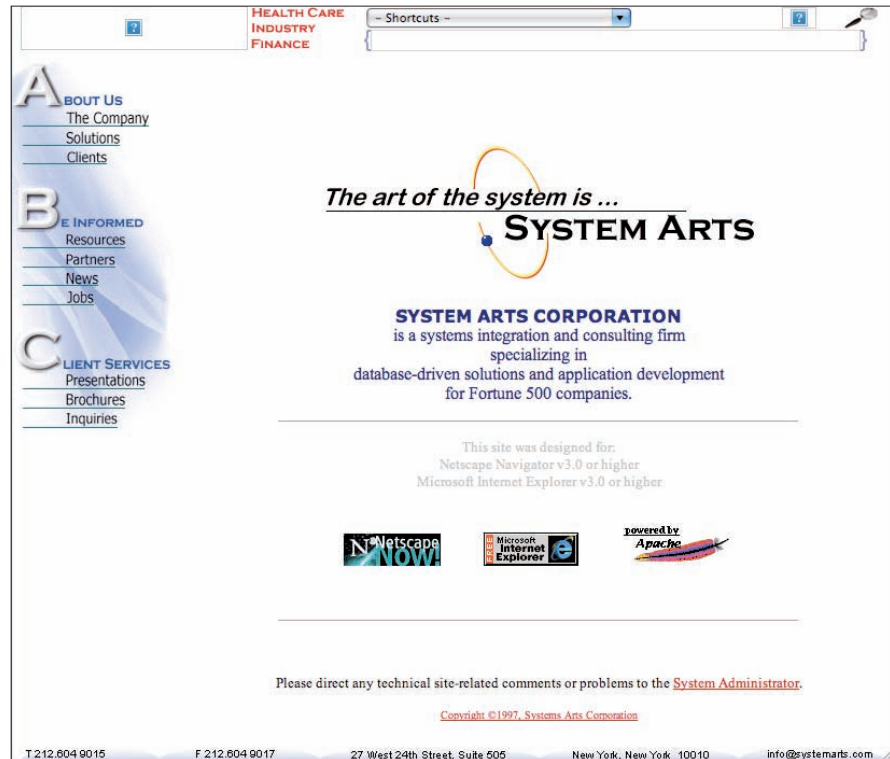 HEALTH CARE
INDUSTRY
FINANCE
- Shortcuts -
ABOUT US
The Company
Solutions
Clients
BE INFORMED
Resources
Partners
News
Jobs
CLIENT SERVICES
Presentations
Brochures
Inquiries
The art of the system is ...
SYSTEM ARTS
SYSTEM ARTS CORPORATION
is a systems integration and consulting firm
specializing in
database-driven solutions and application development
for Fortune 500 companies.
This site was designed for:
Netscape Navigator v3.0 or higher
Microsoft Internet Explorer v3.0 or higher
N Netscape
NOW!
FREE
Microsoft
Internet
Explorer
powered by
Apache
Please direct any technical site-related comments or problems to the System Administrator.
Copyright ©1997, Systems Arts Corporation
T 212.604 9015 F 212.604 9017 27 West 24th Street, Suite 505 New York, New York 10010 info@systemarts.com